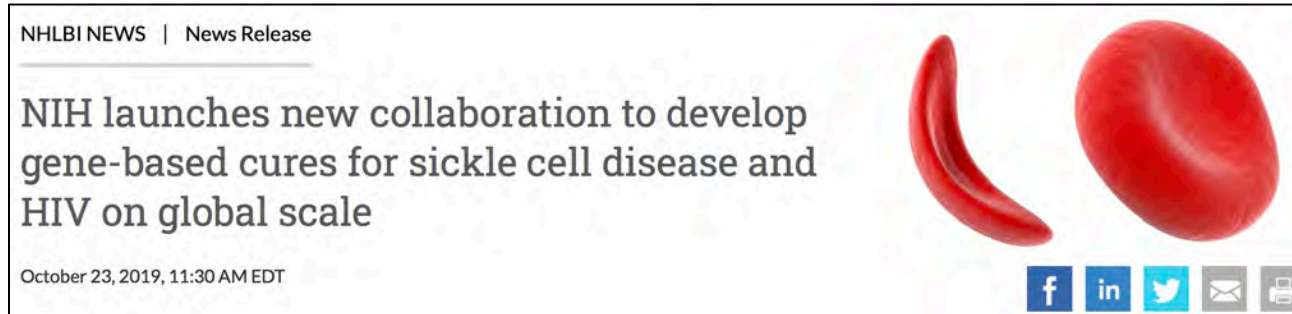 NHLBI NEWS | News Release
NIH launches new collaboration to develop
gene-based cures for sickle cell disease and
HIV on global scale
October 23, 2019, 11:30 AM EDT
f in